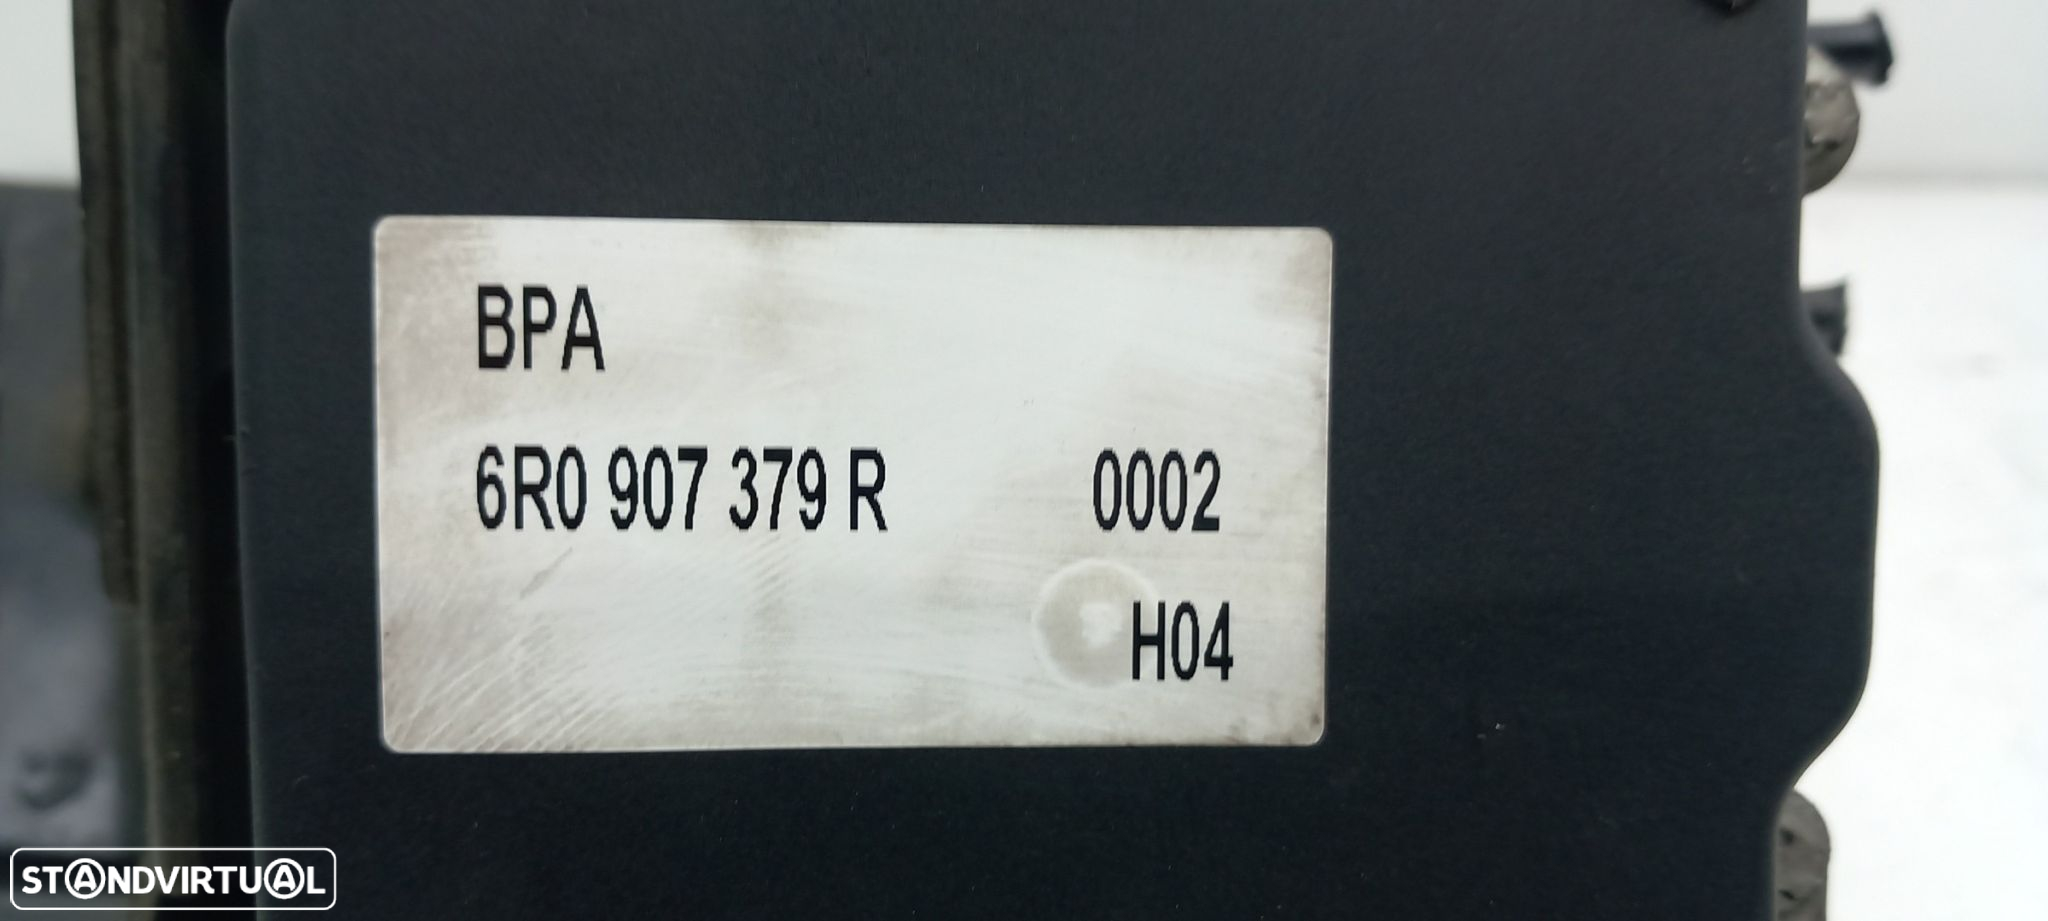 BPA
6R0 907 379 R 0002
H04
STANDVIRTUAL